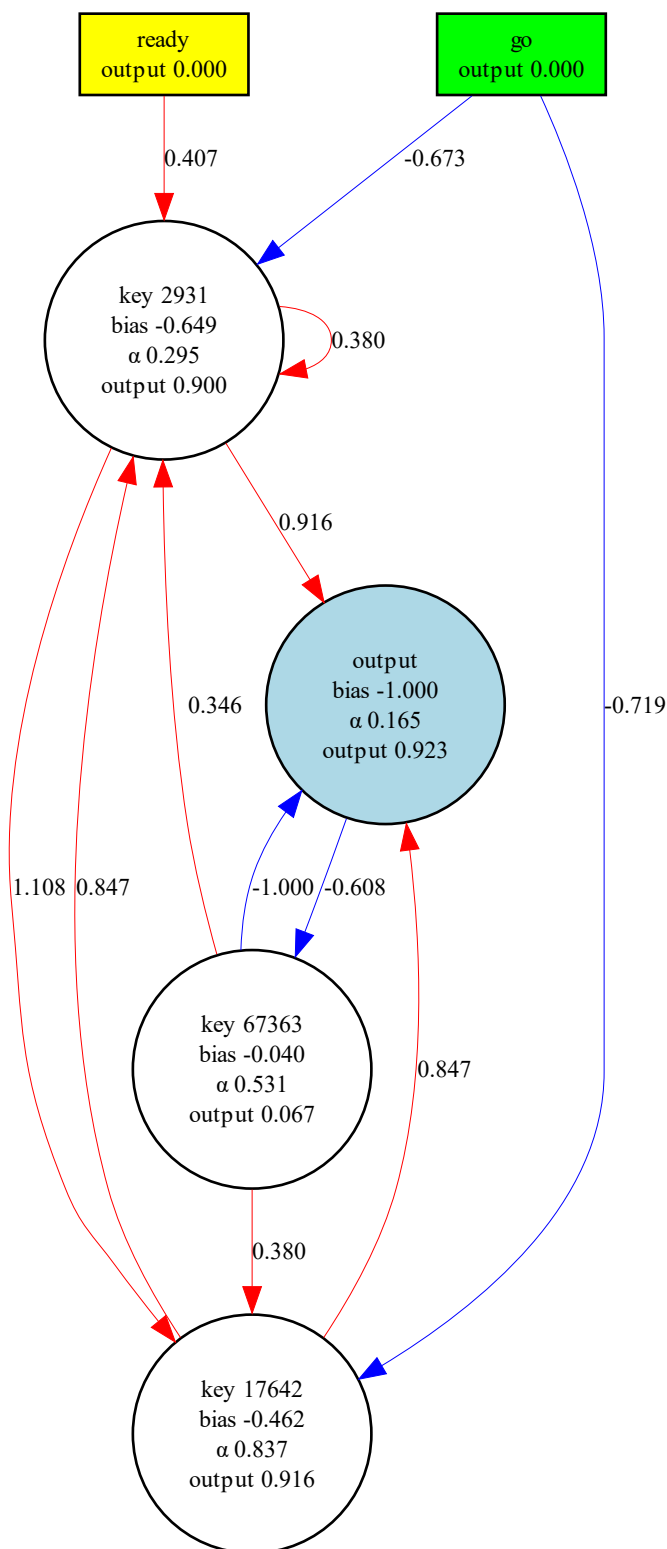 ready
output 0.000
go
output 0.000
0.407
-0.673
key 2931
bias -0.649
α 0.295
output 0.900
0.380
0.916
output
bias -1.000
α 0.165
output 0.923
0.346
-0.719
1.108
0.847
-1.000
-0.608
key 67363
bias -0.040
α 0.531
output 0.067
0.847
0.380
key 17642
bias -0.462
α 0.837
output 0.916